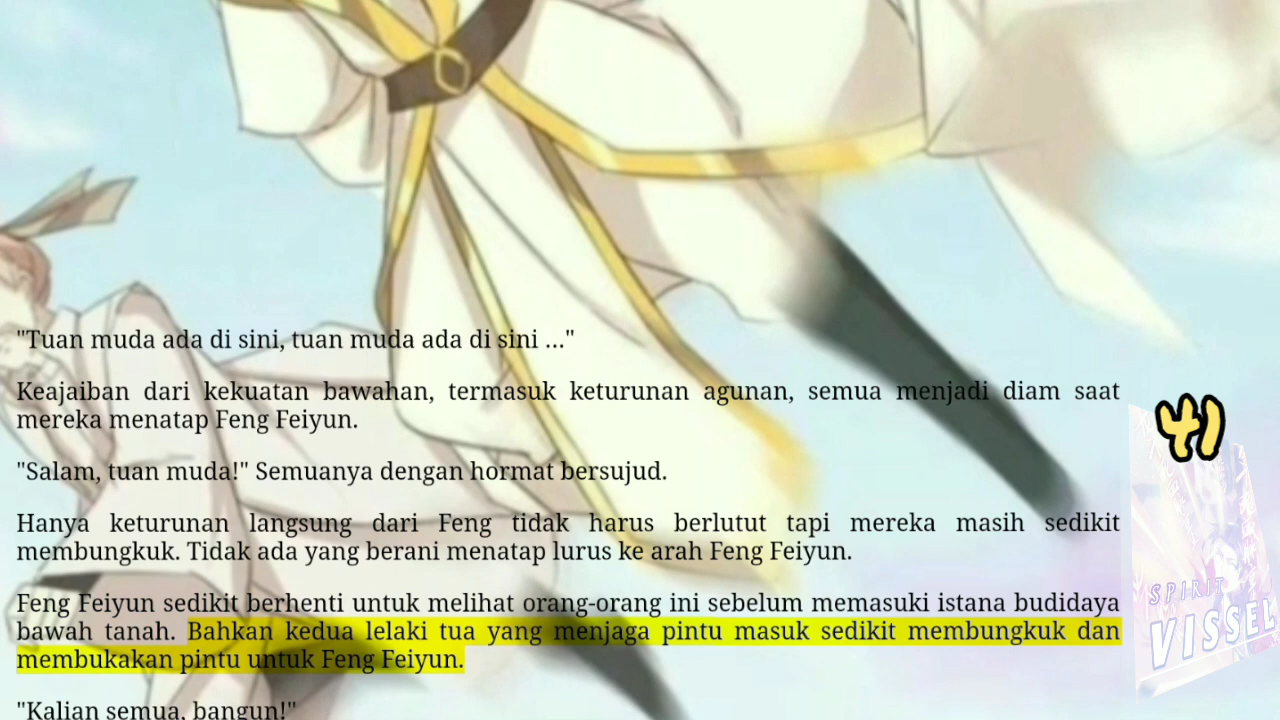 "Tuan muda ada di sini, tuan muda ada di sini ..."
Keajaiban dari kekuatan bawahan, termasuk keturunan agunan, semua menjadi diam saat
mereka menatap Feng Feiyun.
"Salam, tuan muda!" Semuanya dengan hormat bersujud.
Hanya keturunan langsung dari Feng tidak harus berlutut tapi mereka masih sedikit
membungkuk. Tidak ada yang berani menatap lurus ke arah Feng Feiyun.
Feng Feiyun sedikit berhenti untuk melihat orang-orang ini sebelum memasuki istana budidaya
bawah tanah. Bahkan kedua lelaki tua yang menjaga pintu masuk sedikit membungkuk dan
membukakan pintu untuk Feng Feiyun.
"Kalian semua, bangun!"
41
SPIRIT
VISSEL